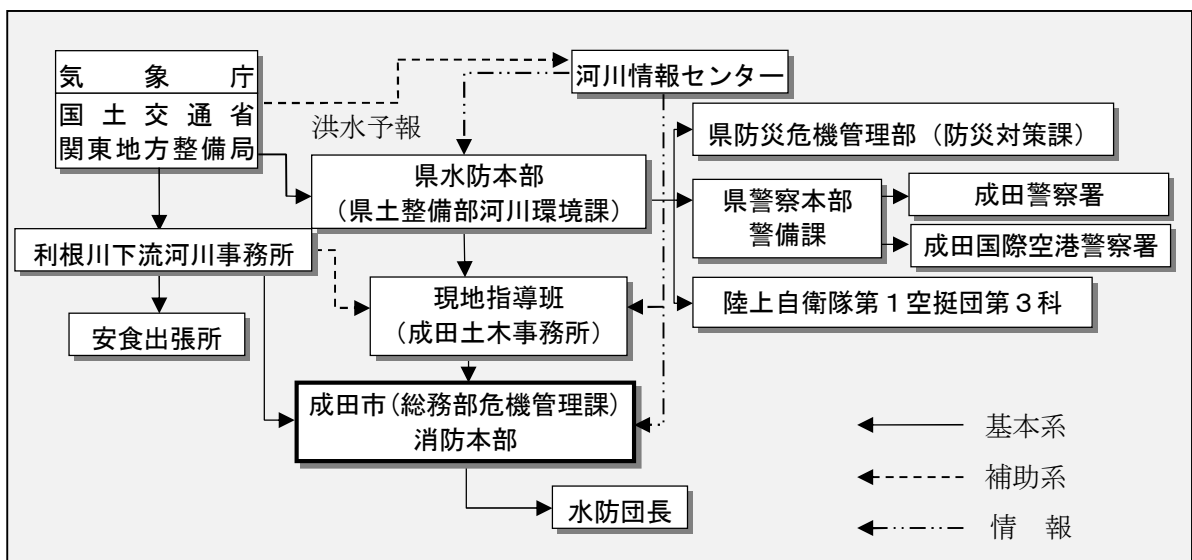 気象庁
国土交通省
関東地方整備局
河川情報センター
洪水予報
県水防本部
（県土整備部河川環境課）
県防災危機管理部（防災対策課）
県警察本部
警備課
成田警察署
成田国際空港警察署
利根川下流河川事務所
現地指導班
（成田土木事務所）
陸上自衛隊第１空挺団第３科
安食出張所
成田市（総務部危機管理課）
消防本部
水防団長
基本系
補助系
情報